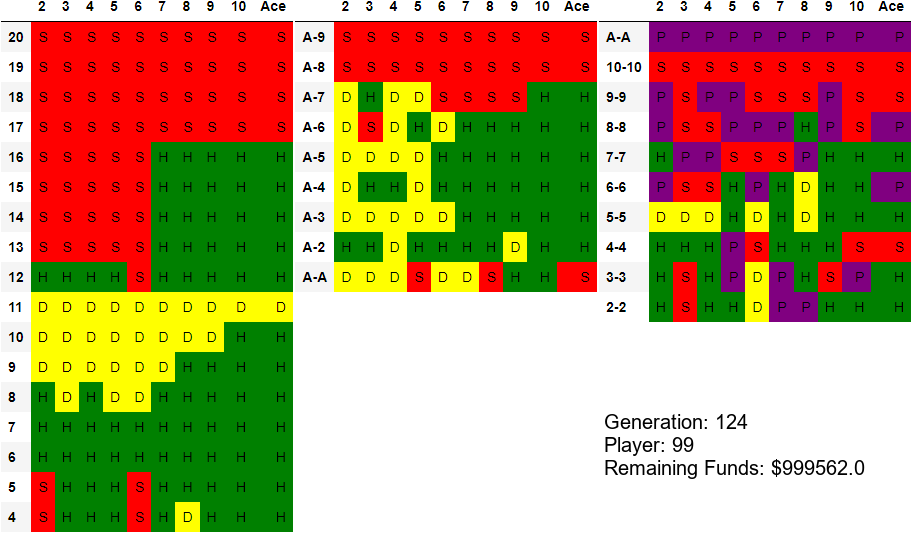 2 3 4 5 6 7 8 9 10 Ace
20 S S S S S S S S S S
19 S S S S S S S S S S
18 S S S S S S S S S S
17 S S S S S S S S S S
16 S S S S S H H H H H
15 S S S S S H H H H H
14 S S S S S H H H H H
13 S S S S S H H H H H
12 H H H H S H H H H H
11 D D D D D D D D D D
10 D D D D D D D D H H
9 D D D D D D H H H H
8 H D H D D H H H H H
7 H H H H H H H H H H
6 H H H H H H H H H H
5 S H H H S H H H H H
4 S H H H S H D H H H
2 3 4 5 6 7 8 9 10 Ace
A-9 S S S S S S S S S S
A-8 S S S S S S S S S S
A-7 D H D D S S S S H H
A-6 D S D H D H H H H H
A-5 D D D D H H H H H H
A-4 D H H D H H H H H H
A-3 D D D D D H H H H H
A-2 H H D H H H H D H H
A-A D D D S D D S H H S
2 3 4 5 6 7 8 9 10 Ace
A-A P P P P P P P P P P
10-10 S S S S S S S S S S
9-9 P S P P S S S P S S
8-8 P S S P P P H P S P
7-7 H P P S S S P H H H
6-6 P S S H P H D H H P
5-5 D D D H D H D H H H
4-4 H H H P S H H H S S
3-3 H S H P D P H S P H
2-2 H S H H D P P H H H
Generation: 124
Player: 99
Remaining Funds: $999562.0